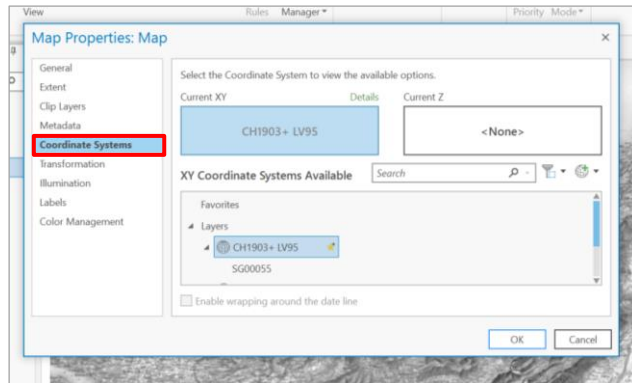 View Rules Manager Priority Mode
Map Properties: Map
General
Extent
Clip Layers
Metadata
Coordinate Systems
Transformation
Illumination
Labels
Color Management
Select the Coordinate System to view the available options.
Current XY Details Current Z
CH1903+ LV95 <None>
XY Coordinate Systems Available Search
Favorites
Layers
CH1903+ LV95
SG00055
Enable wrapping around the date line
OK Cancel